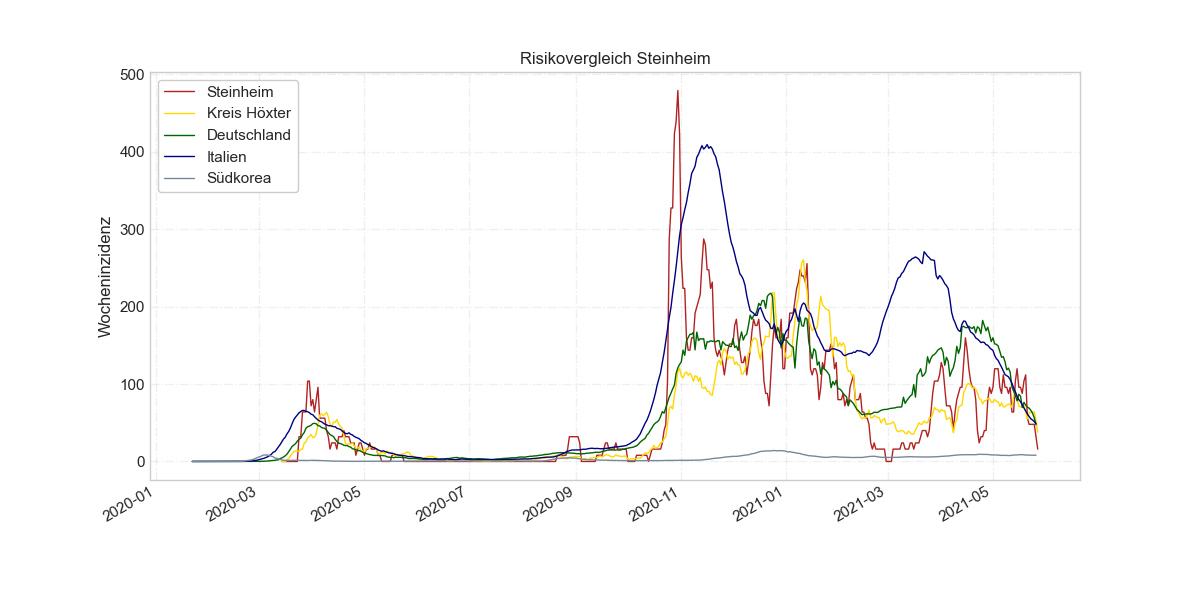 Risikovergleich Steinheim
Steinheim
Kreis Höxter
Deutschland
Italien
Südkorea
Wocheninzidenz
500
400
300
200
100
0
2020-01
2020-03
2020-05
2020-07
2020-09
2020-11
2021-01
2021-03
2021-05